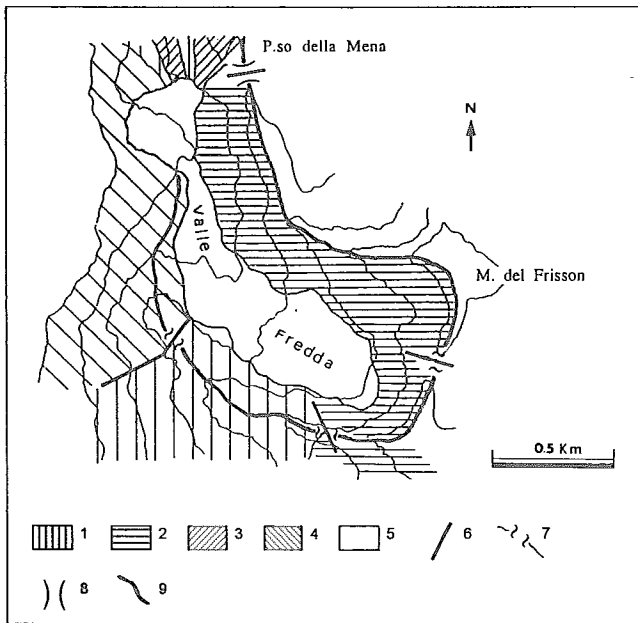 P.so della Mena
N
M. del Frisson
Valle
Fredda
0.5 Km
1 2 3 4 5 6 7
8 9